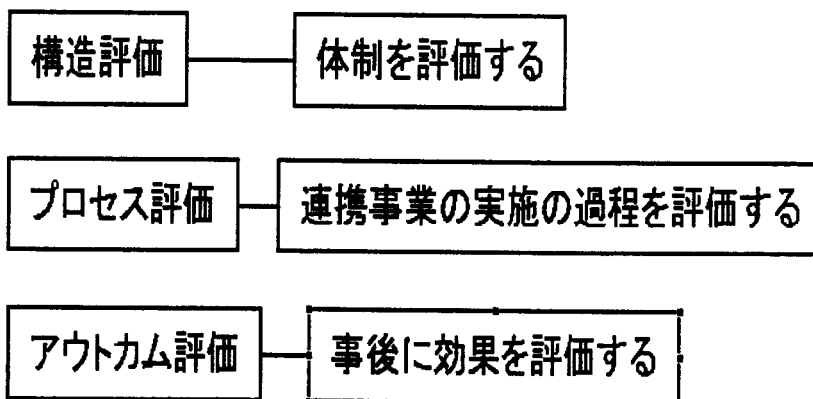 構造評価 体制を評価する
プロセス評価 連携事業の実施の過程を評価する
アウトカム評価 事後に効果を評価する